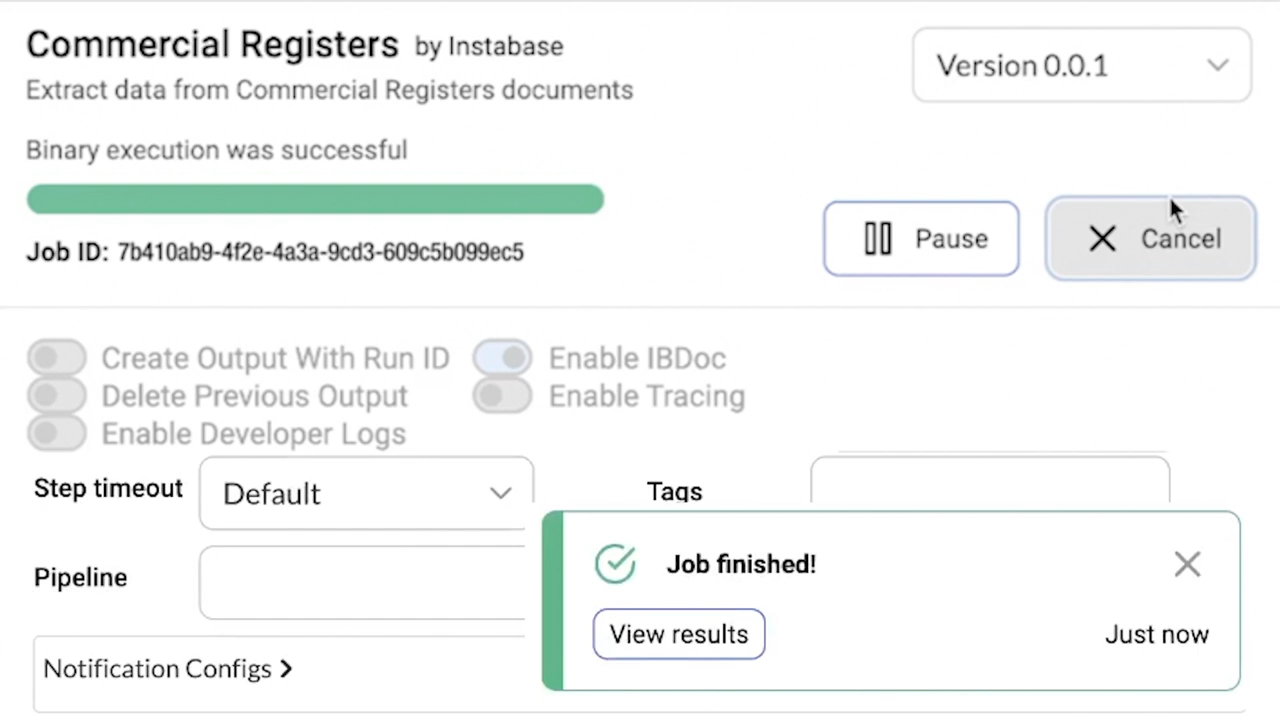 Commercial Registers by Instabase
Version 0.0.1
Extract data from Commercial Registers documents
Binary execution was successful
Job ID: 7b410ab9-4f2e-4a3a-9cd3-609c5b099ec5
Pause
Cancel
Create Output With Run ID
Enable IBDoc
Delete Previous Output
Enable Tracing
Enable Developer Logs
Step timeout
Default
Tags
Job finished!
Pipeline
View results
Just now
Notification Configs